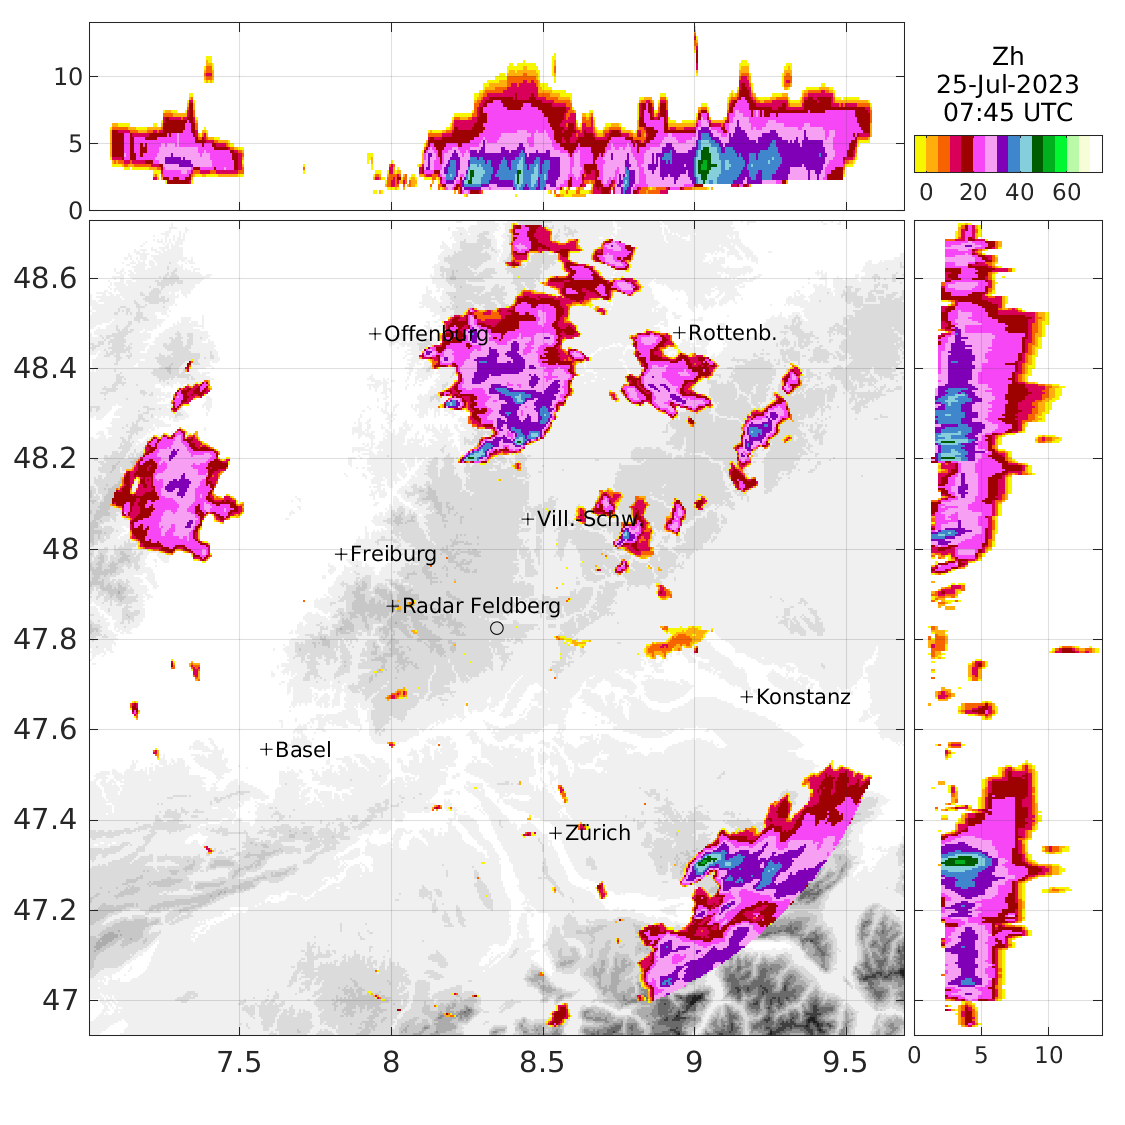 10
5
0
Zh
25-Jul-2023
07:45 UTC
0 20 40 60
48.6
48.4
48.2
48
47.8
47.6
47.4
47.2
47
+Offenburg
+Rottenb.
+Vill.-Schw.
+Freiburg
+Radar Feldberg
+Konstanz
+Basel
+Zürich
7.5 8 8.5 9 9.5
0 5 10